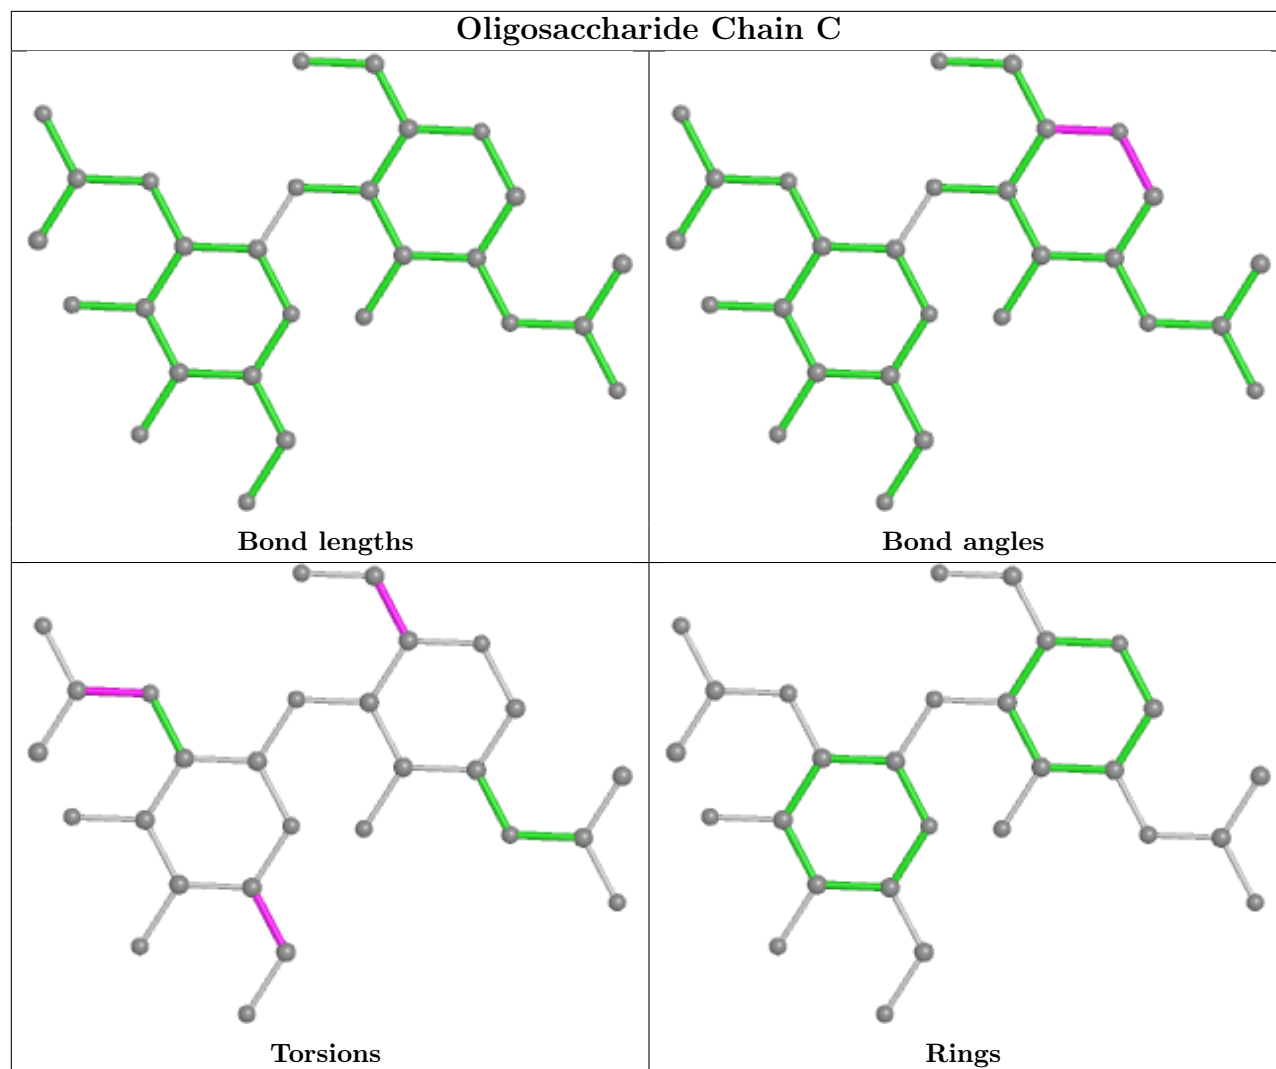 Oligosaccharide Chain C
Bond lengths
Bond angles
Torsions
Rings